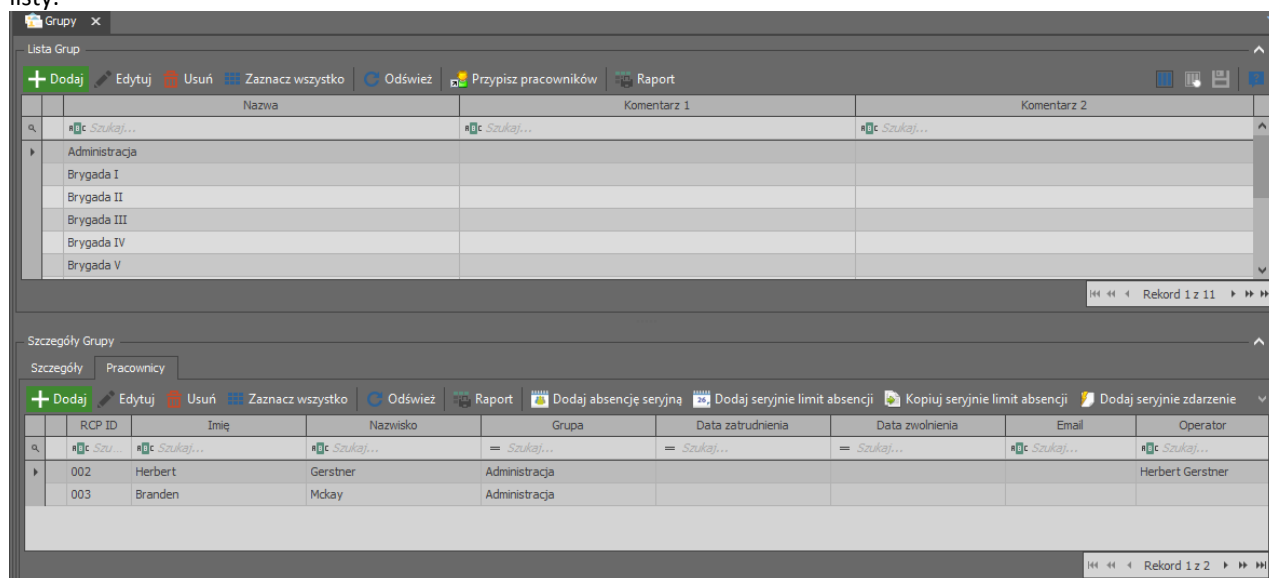 listy:
Grupy
Lista Grup
Dodaj Edytuj Usuń Zaznacz wszystko Odśwież Przypisz pracowników Raport
Nazwa Komentarz 1 Komentarz 2
Szukaj... Szukaj... Szukaj...
Administracja
Brygada I
Brygada II
Brygada III
Brygada IV
Brygada V
Rekord 1 z 11
Szczegóły Grupy
Szczegóły Pracownicy
Dodaj Edytuj Usuń Zaznacz wszystko Odśwież Raport Dodaj absencję seryjną Dodaj seryjnie limit absencji Kopiuj seryjnie limit absencji Dodaj seryjnie zdarzenie
RCP ID Imię Nazwisko Grupa Data zatrudnienia Data zwolnienia Email Operator
Szu... Szukaj... Szukaj... = Szukaj... = Szukaj... = Szukaj... Szukaj... Szukaj...
002 Herbert Gerstner Administracja Herbert Gerstner
003 Branden Mckay Administracja
Rekord 1 z 2